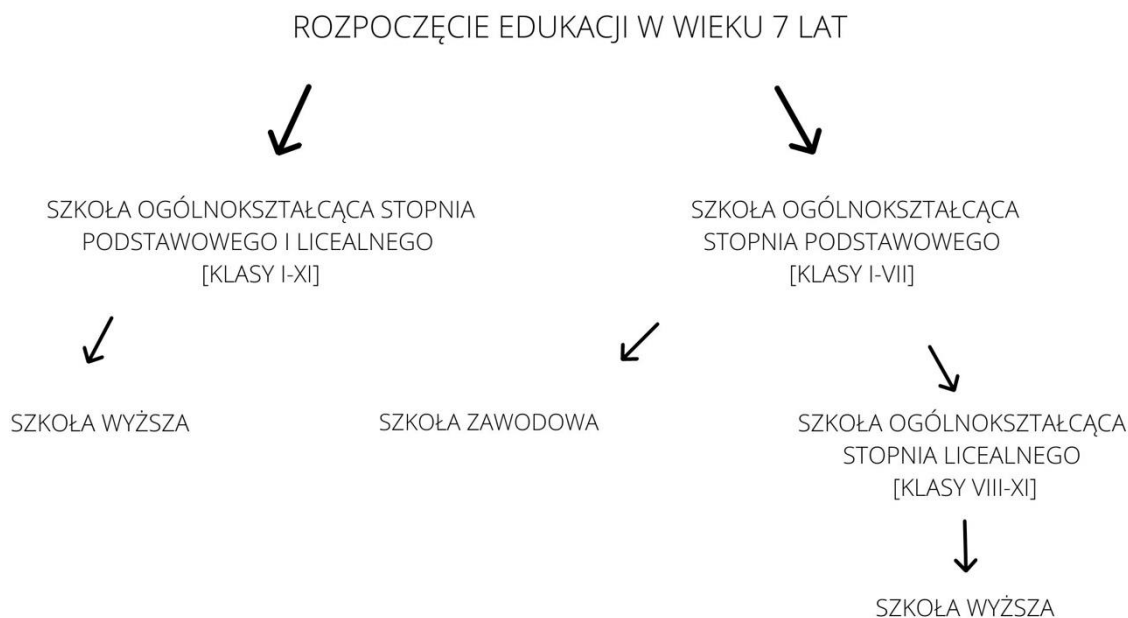 ROZPOCZĘCIE EDUKACJI W WIEKU 7 LAT
SZKOŁA OGÓLNOKSZTAŁCĄCA STOPNIA
PODSTAWOWEGO I LICEALNEGO
[KLASY I-XI]
SZKOŁA OGÓLNOKSZTAŁCĄCA
STOPNIA PODSTAWOWEGO
[KLASY I-VII]
SZKOŁA WYŻSZA
SZKOŁA ZAWODOWA
SZKOŁA OGÓLNOKSZTAŁCĄCA
STOPNIA LICEALNEGO
[KLASY VIII-XI]
SZKOŁA WYŻSZA